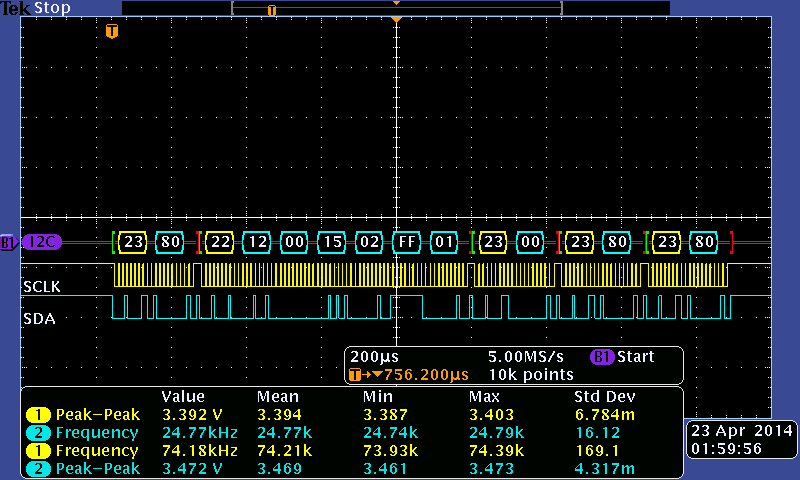 Tek Stop
T
T
B1 I2C 23 80 22 12 00 15 02 FF 01 23 00 23 80 23 80
SCLK
SDA
200µs 5.00MS/s B1 Start
T→▼756.200µs 10k points
Value Mean Min Max Std Dev
1 Peak–Peak 3.392 V 3.394 3.387 3.403 6.784m
2 Frequency 24.77kHz 24.77k 24.74k 24.79k 16.12
1 Frequency 74.18kHz 74.21k 73.93k 74.39k 169.1
2 Peak–Peak 3.472 V 3.469 3.461 3.473 4.317m
23 Apr 2014
01:59:56